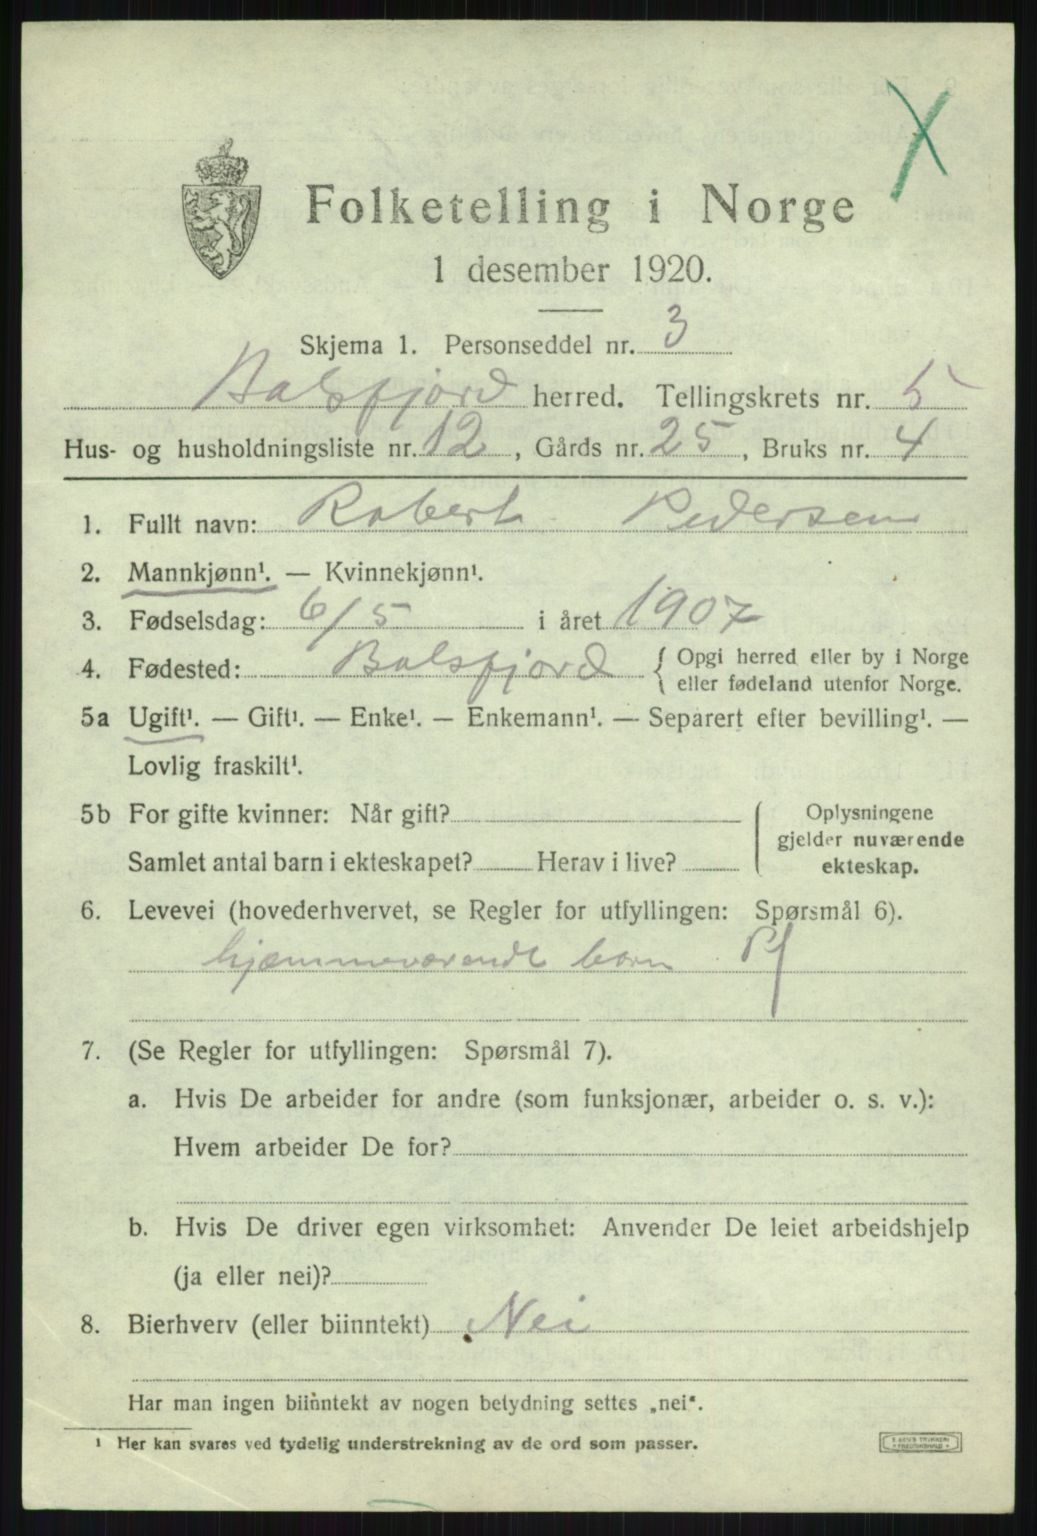 Folketelling i Norge
1 desember 1920.
Skjema 1. Personseddel nr. 3
Balsfjord herred. Tellingskrets nr. 5
Hus- og husholdningsliste nr. 12, Gårds nr. 25, Bruks nr. 4
1. Fullt navn: Robert Pedersen
2. Mannkjønn¹. — Kvinnekjønn¹.
3. Fødselsdag: 6/5 i året 1907
4. Fødested: Balsfjord { Opgi herred eller by i Norge
eller fødeland utenfor Norge.
5a Ugift¹. — Gift¹. — Enke¹. — Enkemann¹. — Separert efter bevilling¹. —
Lovlig fraskilt¹.
5b For gifte kvinner: Når gift?
Samlet antal barn i ekteskapet? Herav i live?
Oplysningene
gjelder nuværende
ekteskap.
6. Levevei (hovederhvervet, se Regler for utfyllingen: Spørsmål 6).
hjæmmeværende barn
7. (Se Regler for utfyllingen: Spørsmål 7).
a. Hvis De arbeider for andre (som funksjonær, arbeider o. s. v.):
Hvem arbeider De for?
b. Hvis De driver egen virksomhet: Anvender De leiet arbeidshjelp
(ja eller nei)?
8. Bierhverv (eller biinntekt) Nei
Har man ingen biinntekt av nogen betydning settes „nei“.
¹ Her kan svares ved tydelig understrekning av de ord som passer.